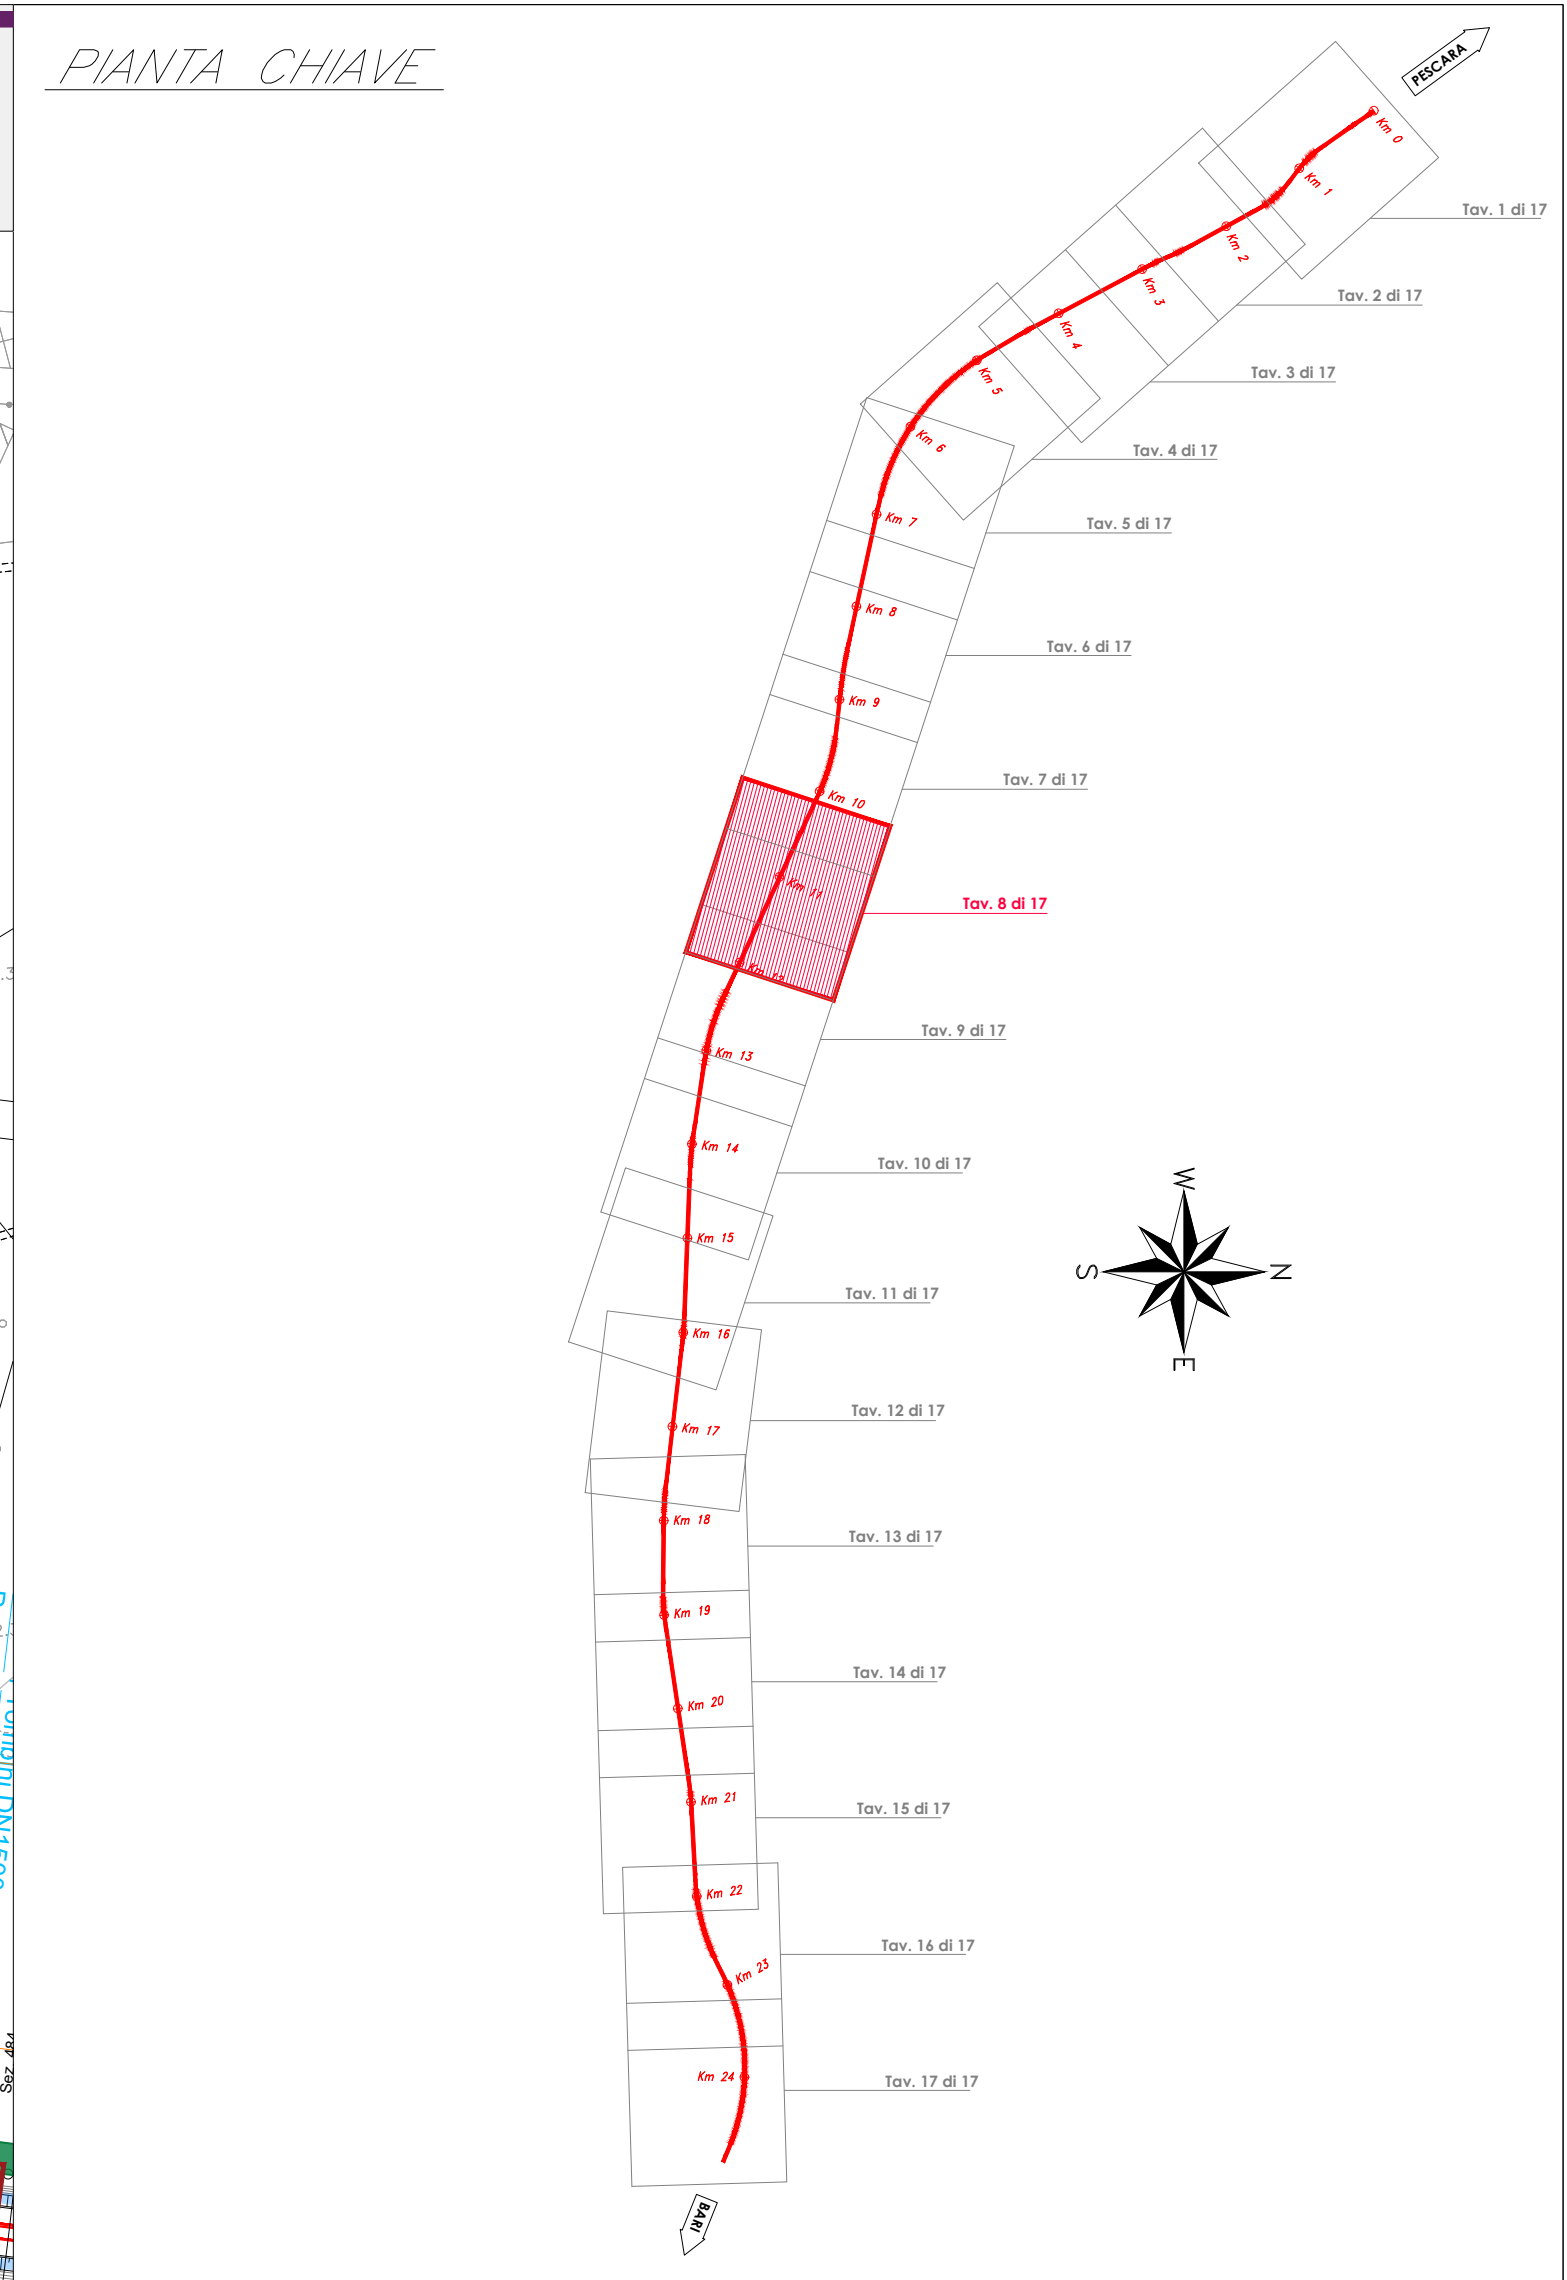 PIANTA CHIAVE
PESCARA
Km 0
Km 1
Tav. 1 di 17
Km 2
Km 3
Tav. 2 di 17
Km 4
Km 5
Tav. 3 di 17
Km 6
Tav. 4 di 17
Km 7
Tav. 5 di 17
Km 8
Tav. 6 di 17
Km 9
Tav. 7 di 17
Km 10
Km 11
Tav. 8 di 17
Km 12
Tav. 9 di 17
Km 13
Km 14
Tav. 10 di 17
W
Km 15
S
N
Tav. 11 di 17
Km 16
E
Tav. 12 di 17
Km 17
Km 18
Tav. 13 di 17
Km 19
Tav. 14 di 17
Km 20
Km 21
Tav. 15 di 17
Km 22
Tav. 16 di 17
Km 23
Km 24
Tav. 17 di 17
BARI
Sez. 484